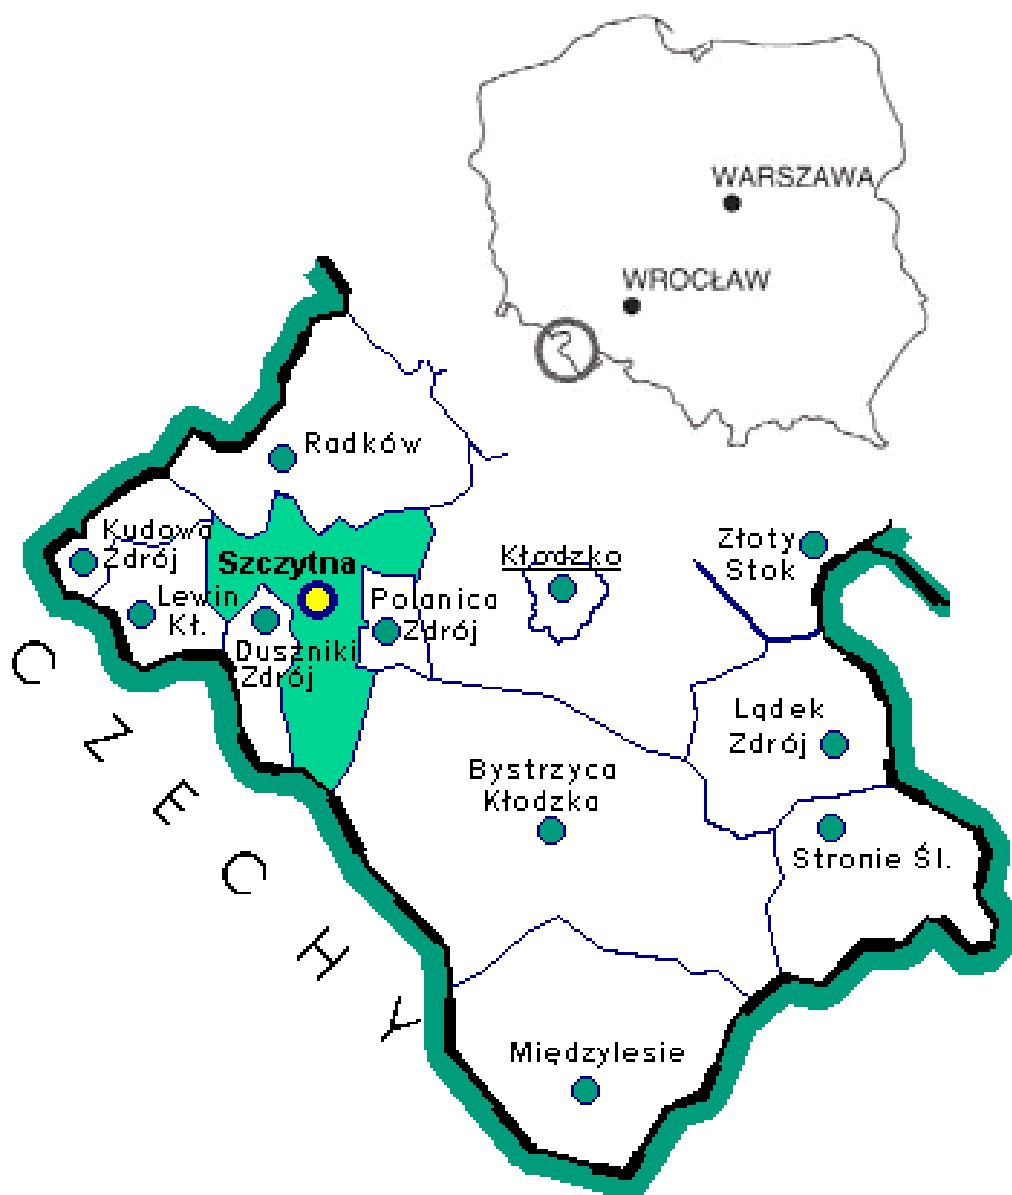 WARSZAWA
WROCŁAW
Radków
Kudowa
Zdrój
Szczytna
Kłodzko
Złoty
Stok
Lewin
Kł.
Polanica
Zdrój
Duszniki
Zdrój
Lądek
Zdrój
Bystrzyca
Kłodzka
Stronie Śl.
Międzylesie
CZECHY